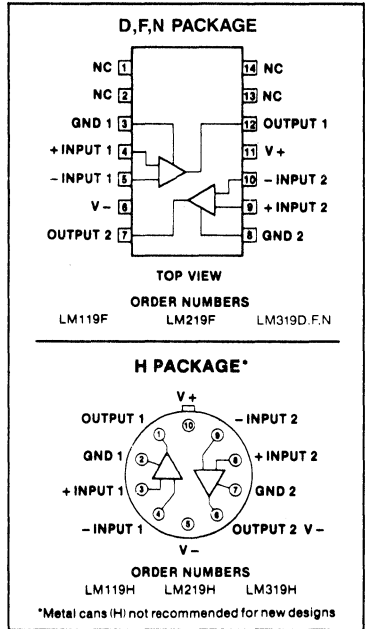 D,F,N PACKAGE
NC 1 14 NC
NC 2 13 NC
GND 1 3 12 OUTPUT 1
+ INPUT 1 4 11 V +
- INPUT 1 5 10 - INPUT 2
V - 6 9 + INPUT 2
OUTPUT 2 7 8 GND 2
TOP VIEW
ORDER NUMBERS
LM119F LM219F LM319D.F,N
H PACKAGE*
V +
OUTPUT 1 10 - INPUT 2
1 9
GND 1 2 8 + INPUT 2
+ INPUT 1 3 7 GND 2
- INPUT 1 4 5 6 OUTPUT 2 V -
V -
ORDER NUMBERS
LM119H LM219H LM319H
*Metal cans (H) not recommended for new designs